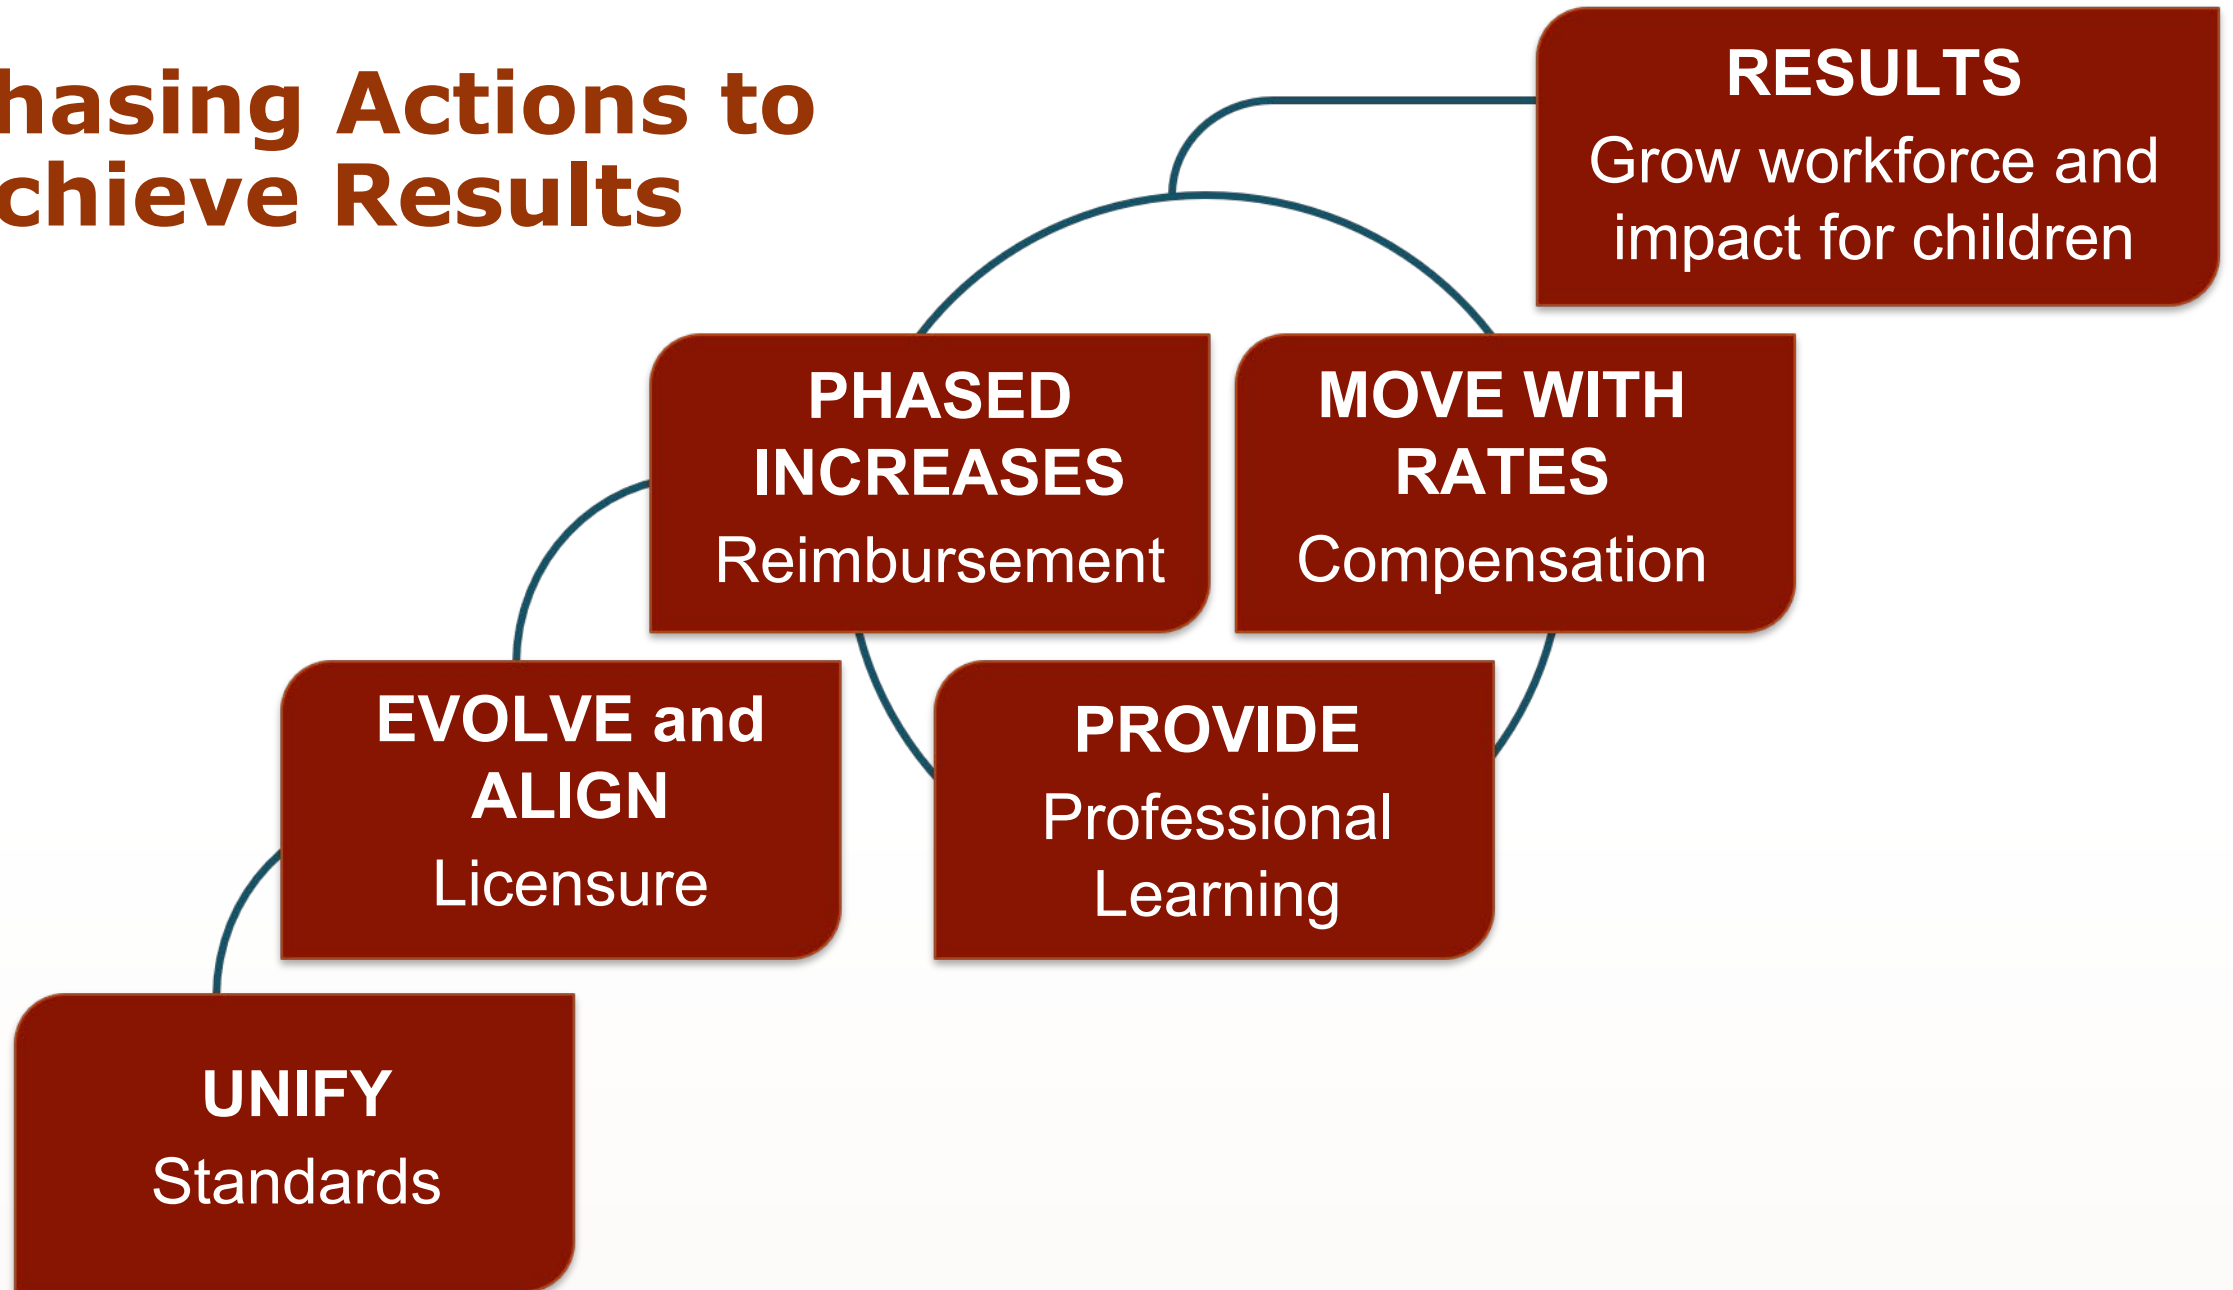 hasing Actions to
chieve Results
RESULTS
Grow workforce and
impact for children
PHASED
INCREASES
Reimbursement
MOVE WITH
RATES
Compensation
EVOLVE and
ALIGN
Licensure
PROVIDE
Professional
Learning
UNIFY
Standards